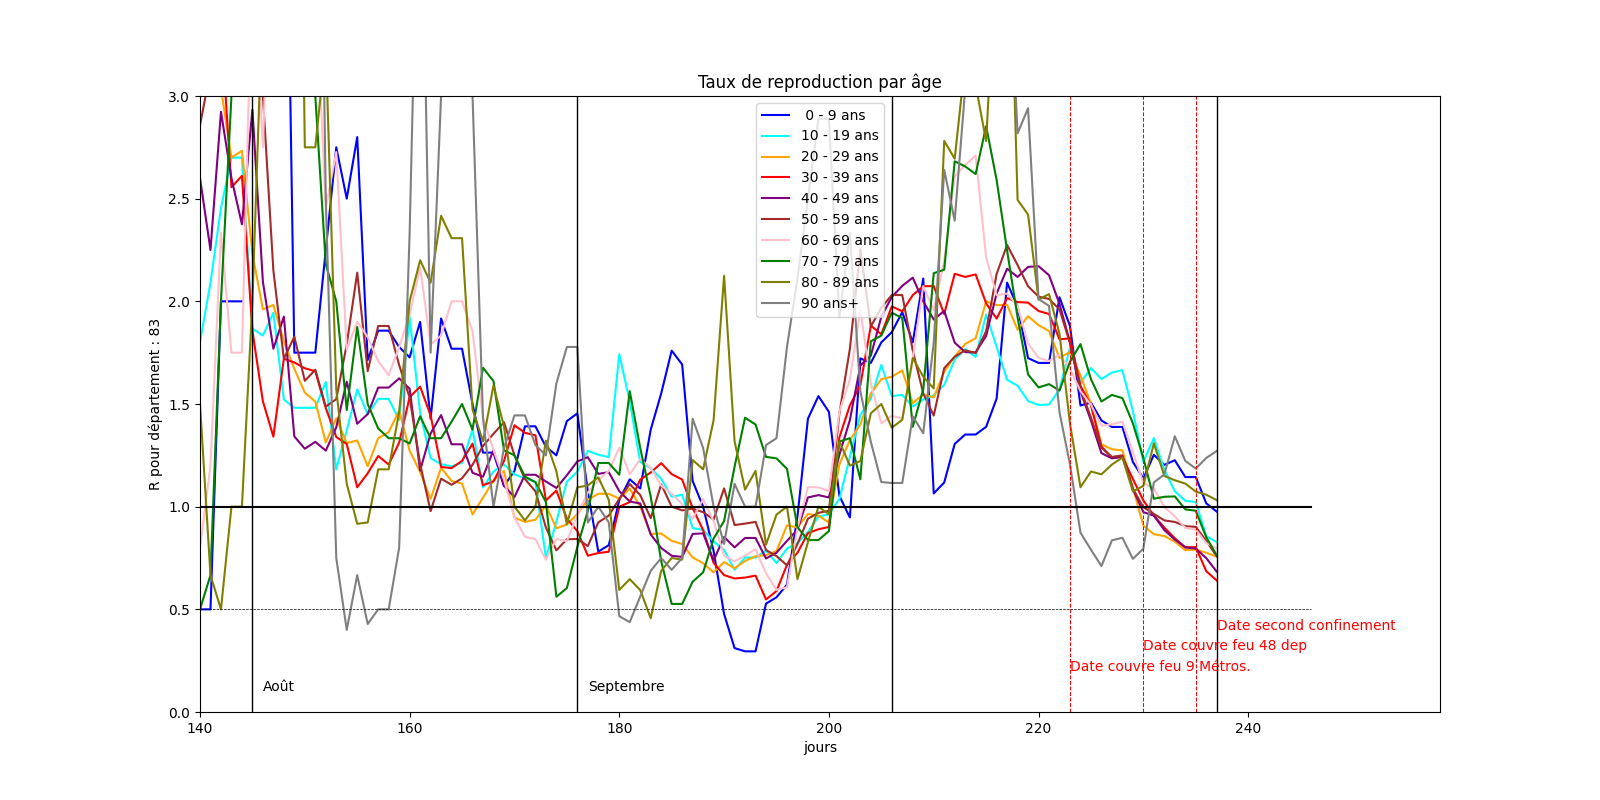 Taux de reproduction par âge
R pour département : 83
3.0
2.5
2.0
1.5
1.0
0.5
0.0
0 - 9 ans
10 - 19 ans
20 - 29 ans
30 - 39 ans
40 - 49 ans
50 - 59 ans
60 - 69 ans
70 - 79 ans
80 - 89 ans
90 ans+
Date second confinement
Date couvre feu 48 dep
Date couvre feu 9 Métros.
Août
Septembre
140
160
180
200
220
240
jours